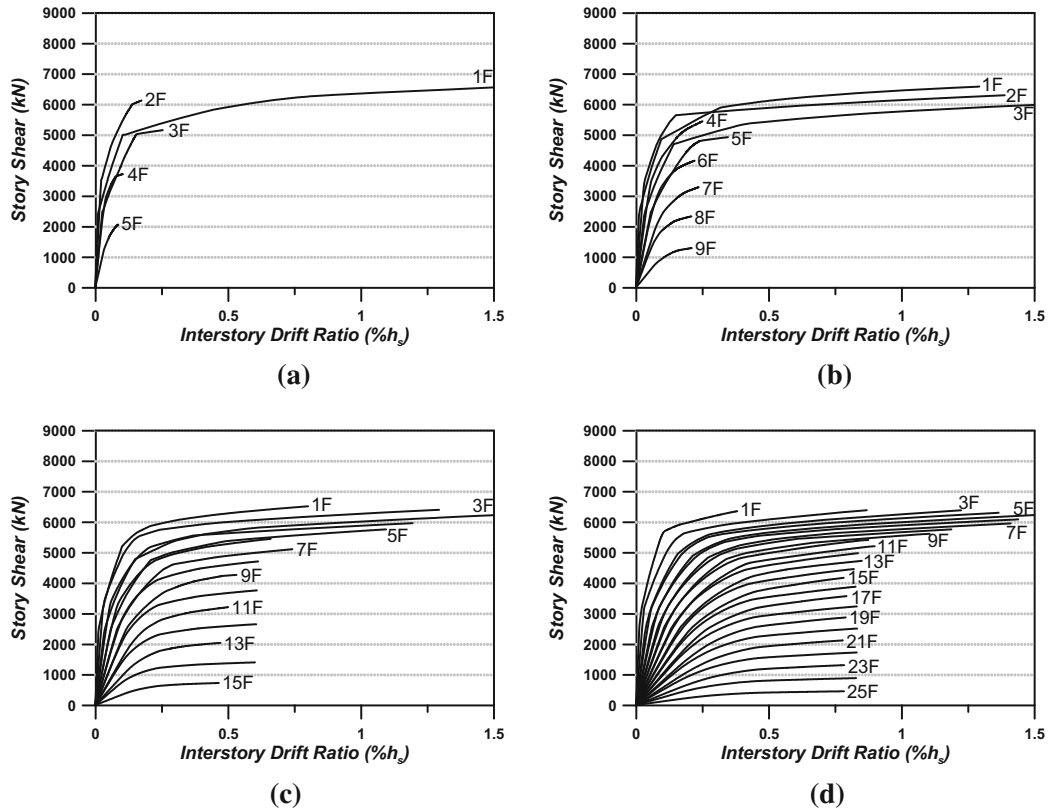 9000
8000
7000
6000
5000
4000
3000
2000
1000
0
Story Shear (kN)
1F
2F
3F
4F
5F
0 0.5 1 1.5
Interstory Drift Ratio (%hs)
(a)
9000
8000
7000
6000
5000
4000
3000
2000
1000
0
Story Shear (kN)
1F
2F
3F
4F
5F
6F
7F
8F
9F
0 0.5 1 1.5
Interstory Drift Ratio (%hs)
(b)
9000
8000
7000
6000
5000
4000
3000
2000
1000
0
Story Shear (kN)
1F
3F
5F
7F
9F
11F
13F
15F
0 0.5 1 1.5
Interstory Drift Ratio (%hs)
(c)
9000
8000
7000
6000
5000
4000
3000
2000
1000
0
Story Shear (kN)
1F
3F
5F
7F
9F
11F
13F
15F
17F
19F
21F
23F
25F
0 0.5 1 1.5
Interstory Drift Ratio (%hs)
(d)